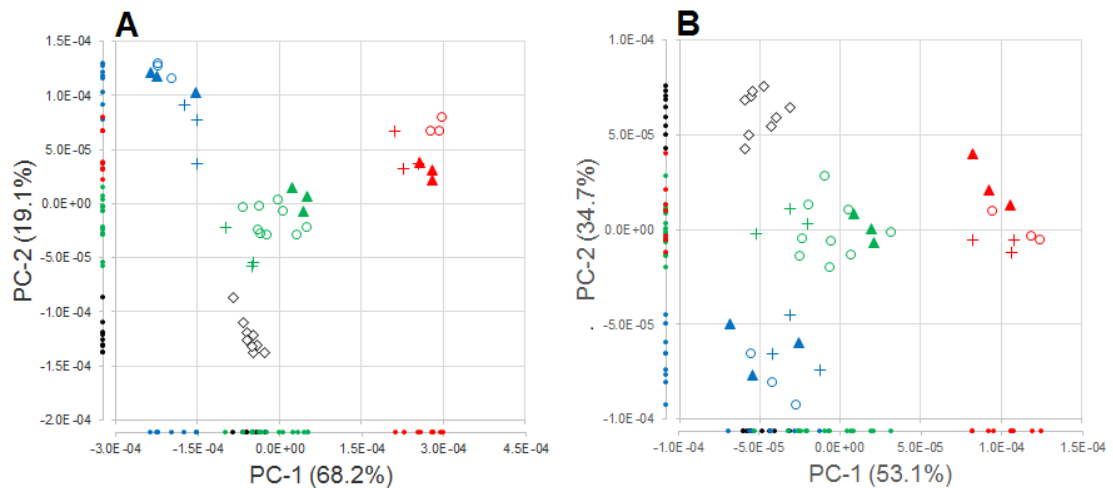 A
1.5E-04
1.0E-04
5.0E-05
0.0E+00
-5.0E-05
-1.0E-04
-1.5E-04
-2.0E-04
PC-2 (19.1%)
-3.0E-04 -1.5E-04 0.0E+00 1.5E-04 3.0E-04 4.5E-04
PC-1 (68.2%)
B
1.0E-04
5.0E-05
0.0E+00
-5.0E-05
-1.0E-04
PC-2 (34.7%)
-1.0E-04 -5.0E-05 0.0E+00 5.0E-05 1.0E-04 1.5E-04
PC-1 (53.1%)